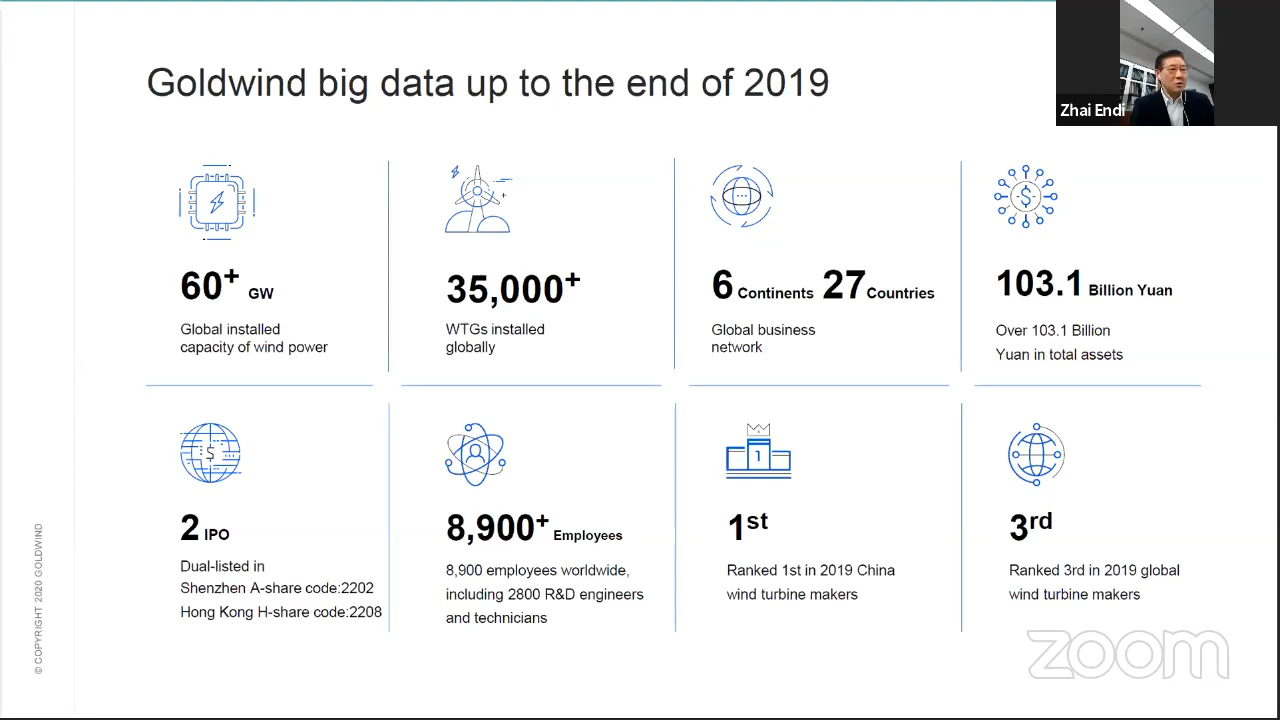 Goldwind big data up to the end of 2019
Zhai Endi
60+ GW
Global installed
capacity of wind power
35,000+
WTGs installed
globally
6 Continents 27 Countries
Global business
network
103.1 Billion Yuan
Over 103.1 Billion
Yuan in total assets
2 IPO
Dual-listed in
Shenzhen A-share code:2202
Hong Kong H-share code:2208
8,900+ Employees
8,900 employees worldwide,
including 2800 R&D engineers
and technicians
1
1st
Ranked 1st in 2019 China
wind turbine makers
3rd
Ranked 3rd in 2019 global
wind turbine makers
© COPYRIGHT 2020 GOLDWIND
zoom